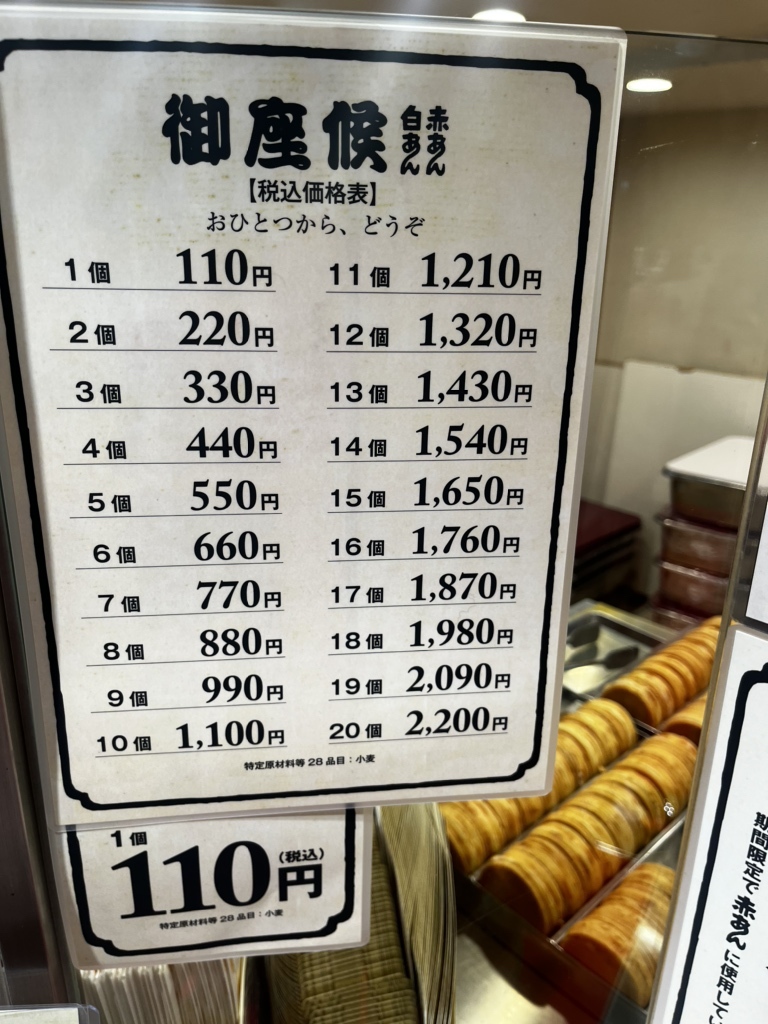 御座候 赤あん 白あん
【税込価格表】
おひとつから、どうぞ
1個 110円
2個 220円
3個 330円
4個 440円
5個 550円
6個 660円
7個 770円
8個 880円
9個 990円
10個 1,100円
11個 1,210円
12個 1,320円
13個 1,430円
14個 1,540円
15個 1,650円
16個 1,760円
17個 1,870円
18個 1,980円
19個 2,090円
20個 2,200円
特定原材料等28品目：小麦
1個
110円(税込)
特定原材料等28品目：小麦
期間限定で赤あんに使用してい